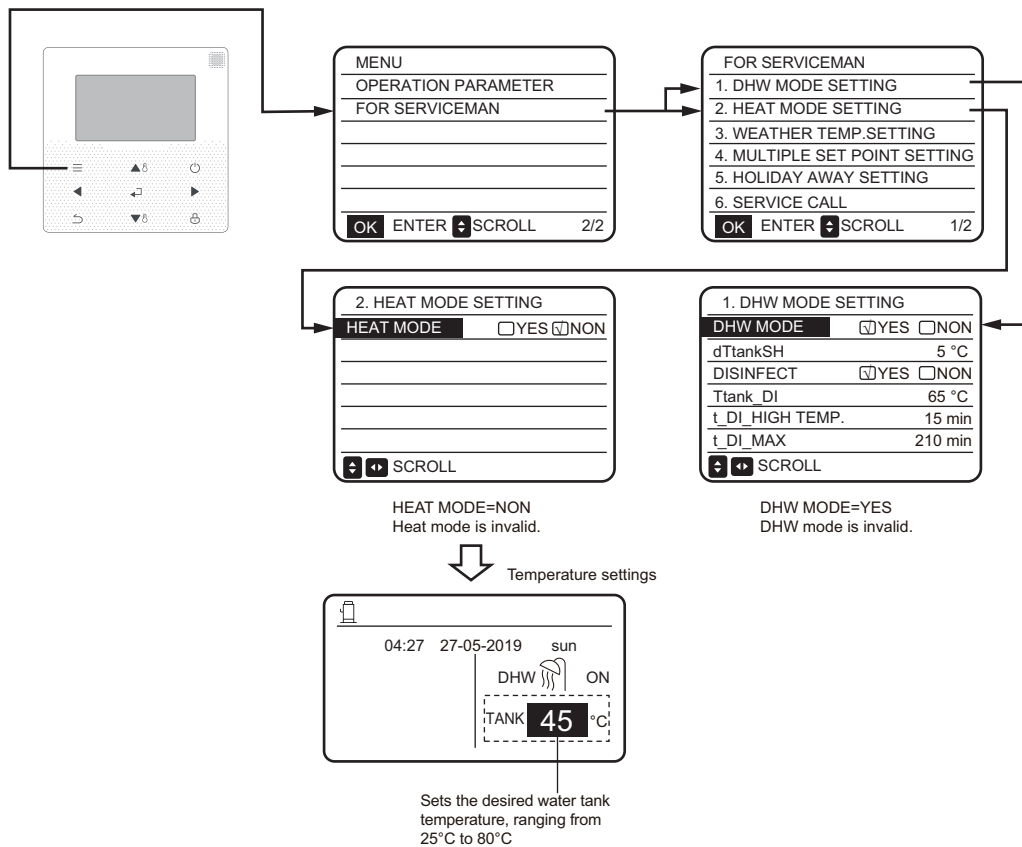 MENU
OPERATION PARAMETER
FOR SERVICEMAN
OK ENTER SCROLL 2/2
FOR SERVICEMAN
1. DHW MODE SETTING
2. HEAT MODE SETTING
3. WEATHER TEMP.SETTING
4. MULTIPLE SET POINT SETTING
5. HOLIDAY AWAY SETTING
6. SERVICE CALL
OK ENTER SCROLL 1/2
2. HEAT MODE SETTING
HEAT MODE YES NON
SCROLL
HEAT MODE=NON
Heat mode is invalid.
1. DHW MODE SETTING
DHW MODE YES NON
dTtankSH 5 °C
DISINFECT YES NON
Ttank_DI 65 °C
t_DI_HIGH TEMP. 15 min
t_DI_MAX 210 min
SCROLL
DHW MODE=YES
DHW mode is invalid.
Temperature settings
04:27 27-05-2019 sun
DHW ON
TANK 45 °C
Sets the desired water tank
temperature, ranging from
25°C to 80°C